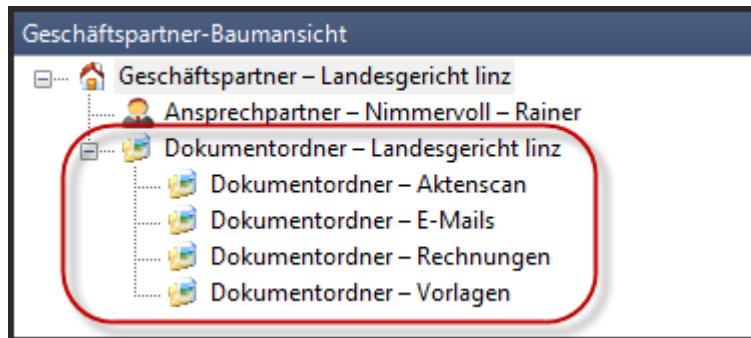 Geschäftspartner-Baumansicht
Geschäftspartner – Landesgericht linz
Ansprechpartner – Nimmervoll – Rainer
Dokumentordner – Landesgericht linz
Dokumentordner – Aktenscan
Dokumentordner – E-Mails
Dokumentordner – Rechnungen
Dokumentordner – Vorlagen